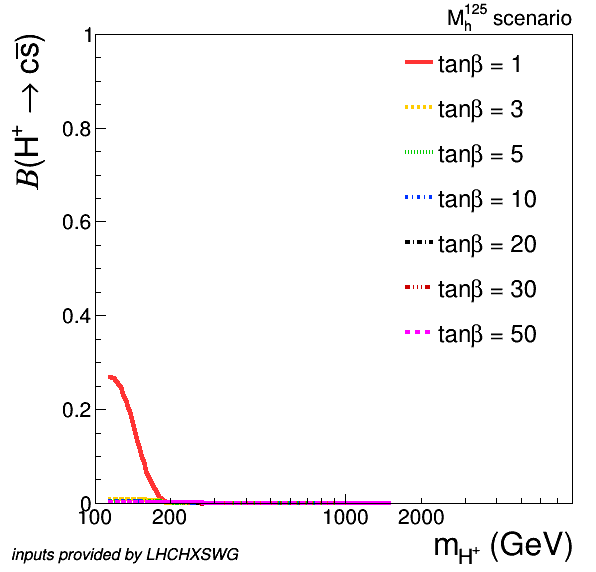 M_h^125 scenario
B(H⁺ → cs̄)
1
0.8
0.6
0.4
0.2
0
tanβ = 1
tanβ = 3
tanβ = 5
tanβ = 10
tanβ = 20
tanβ = 30
tanβ = 50
100 200 1000 2000
m_H⁺ (GeV)
inputs provided by LHCHXSWG